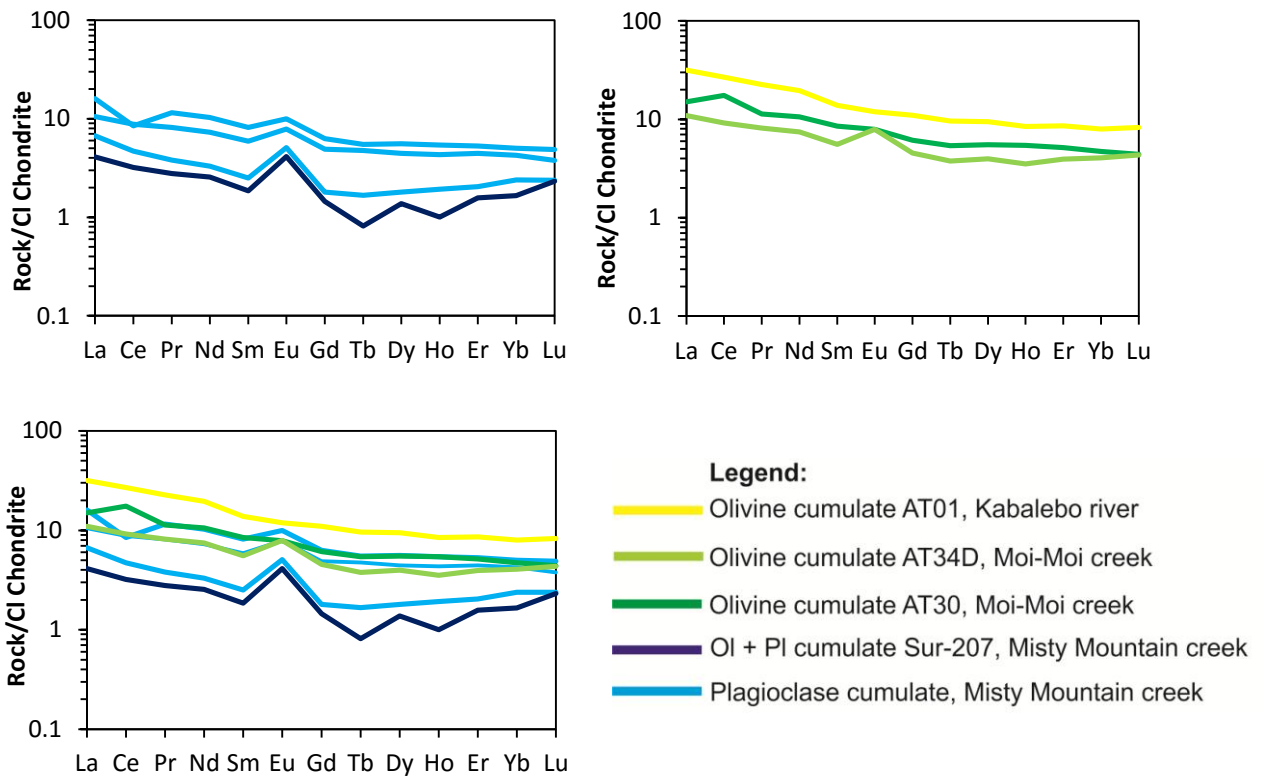 100
10
1
0.1
Rock/CI Chondrite
La Ce Pr Nd Sm Eu Gd Tb Dy Ho Er Yb Lu
100
10
1
0.1
Rock/CI Chondrite
La Ce Pr Nd Sm Eu Gd Tb Dy Ho Er Yb Lu
100
10
1
0.1
Rock/CI Chondrite
La Ce Pr Nd Sm Eu Gd Tb Dy Ho Er Yb Lu
Legend:
Olivine cumulate AT01, Kabalebo river
Olivine cumulate AT34D, Moi-Moi creek
Olivine cumulate AT30, Moi-Moi creek
Ol + Pl cumulate Sur-207, Misty Mountain creek
Plagioclase cumulate, Misty Mountain creek